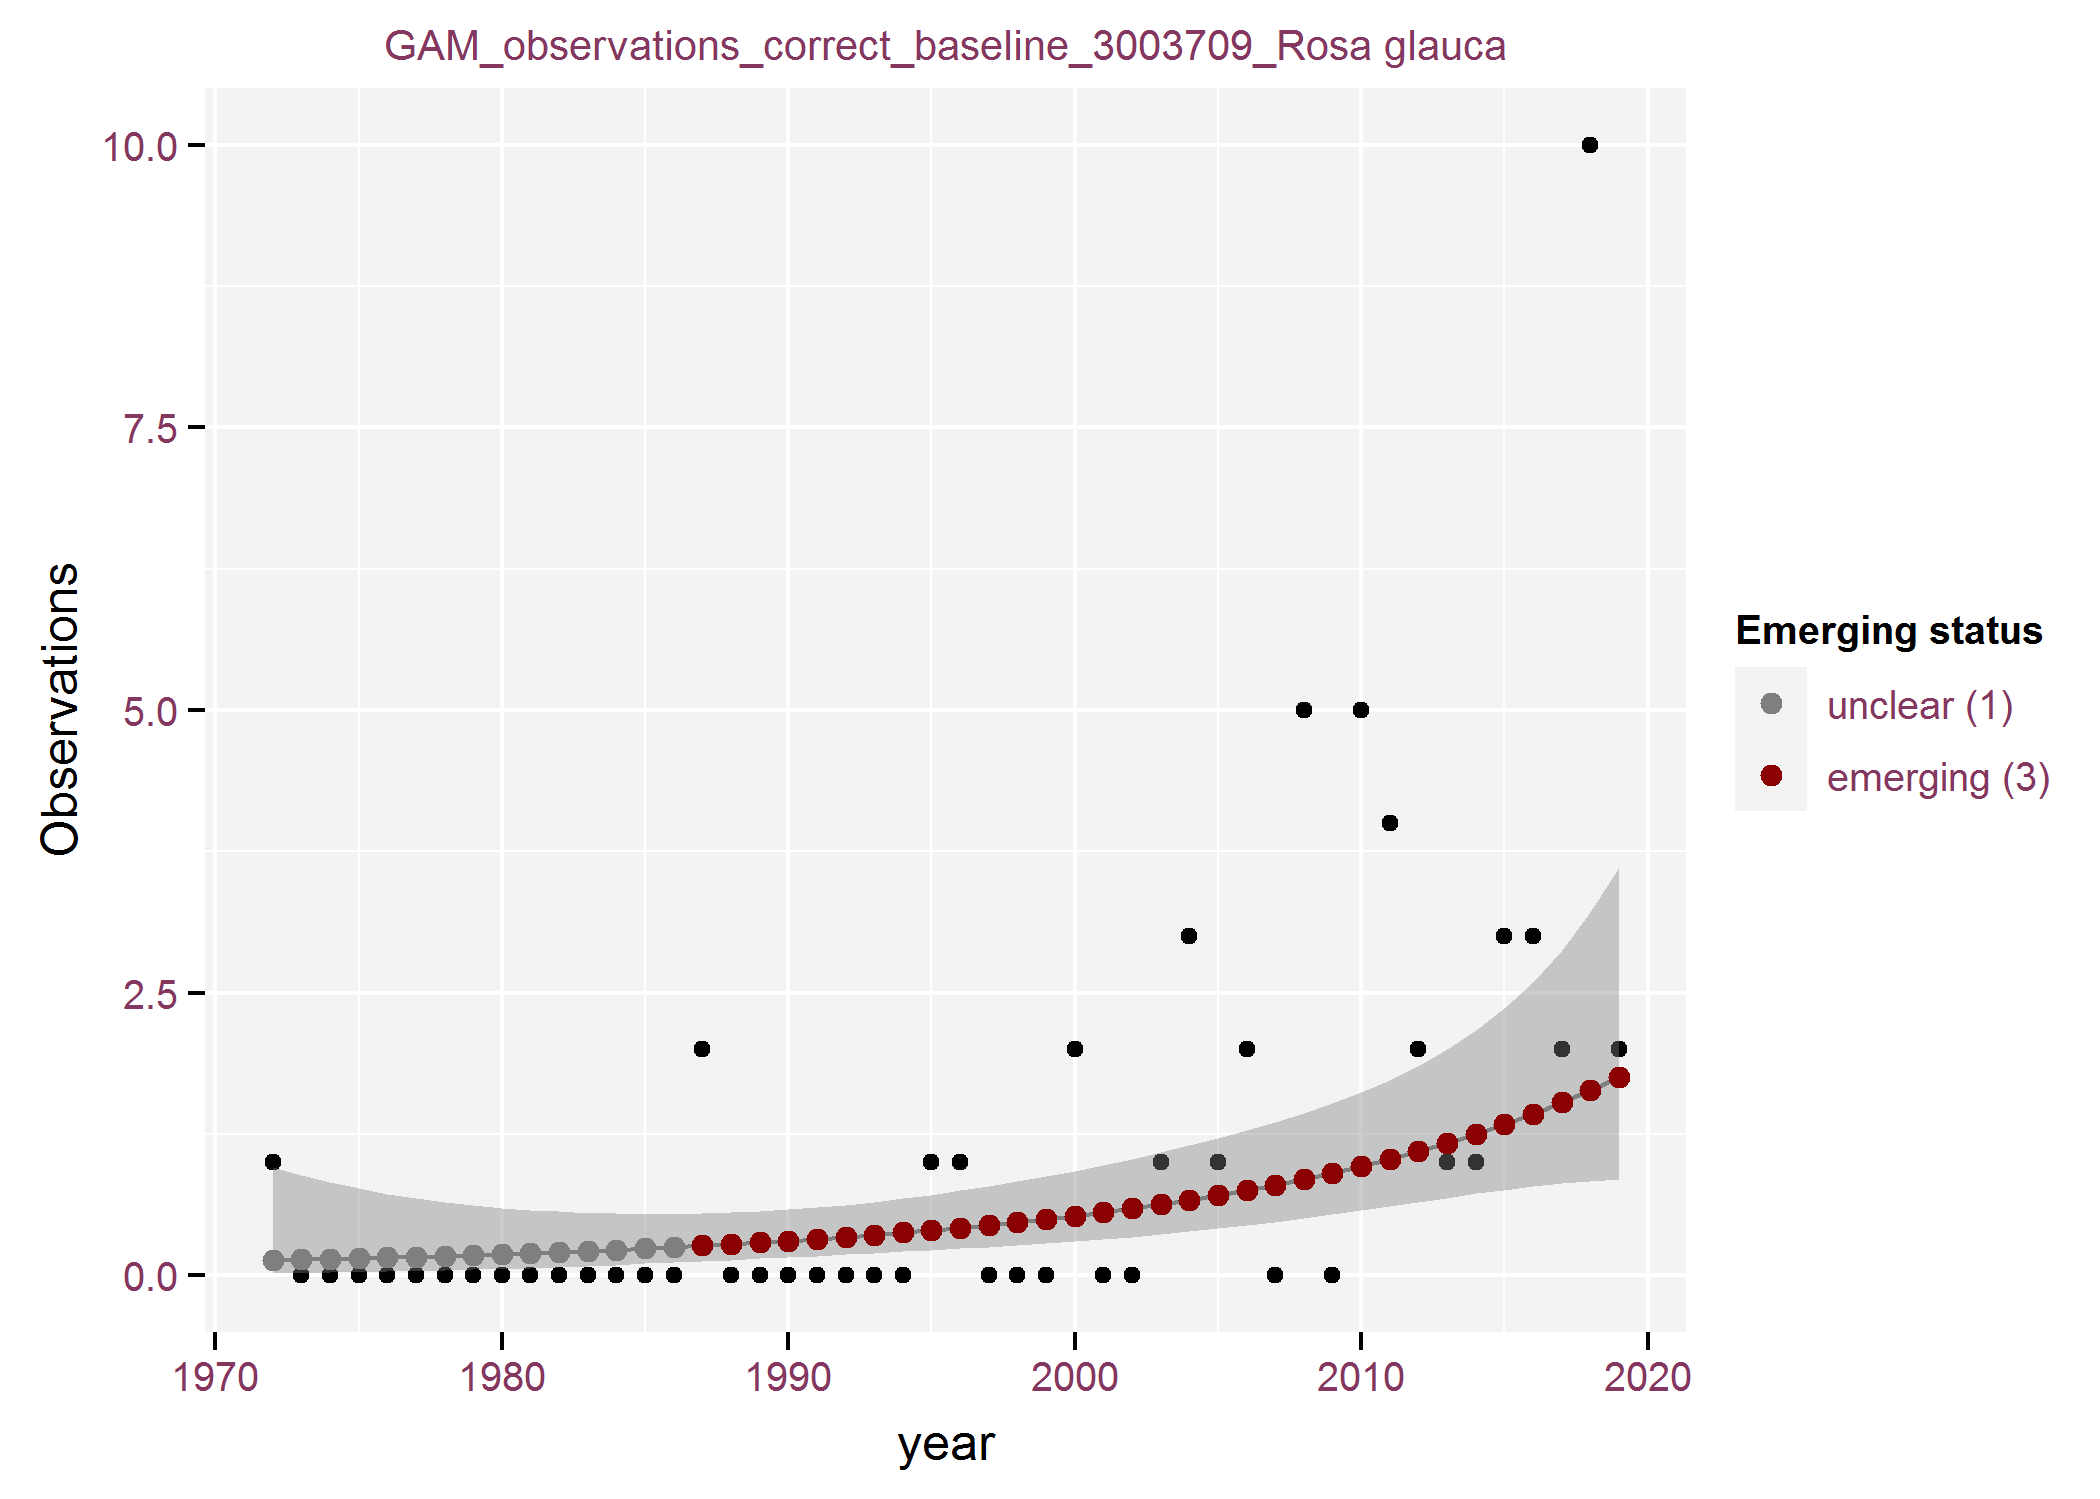 GAM_observations_correct_baseline_3003709_Rosa glauca
10.0
7.5
5.0
2.5
0.0
Observations
1970 1980 1990 2000 2010 2020
year
Emerging status
unclear (1)
emerging (3)